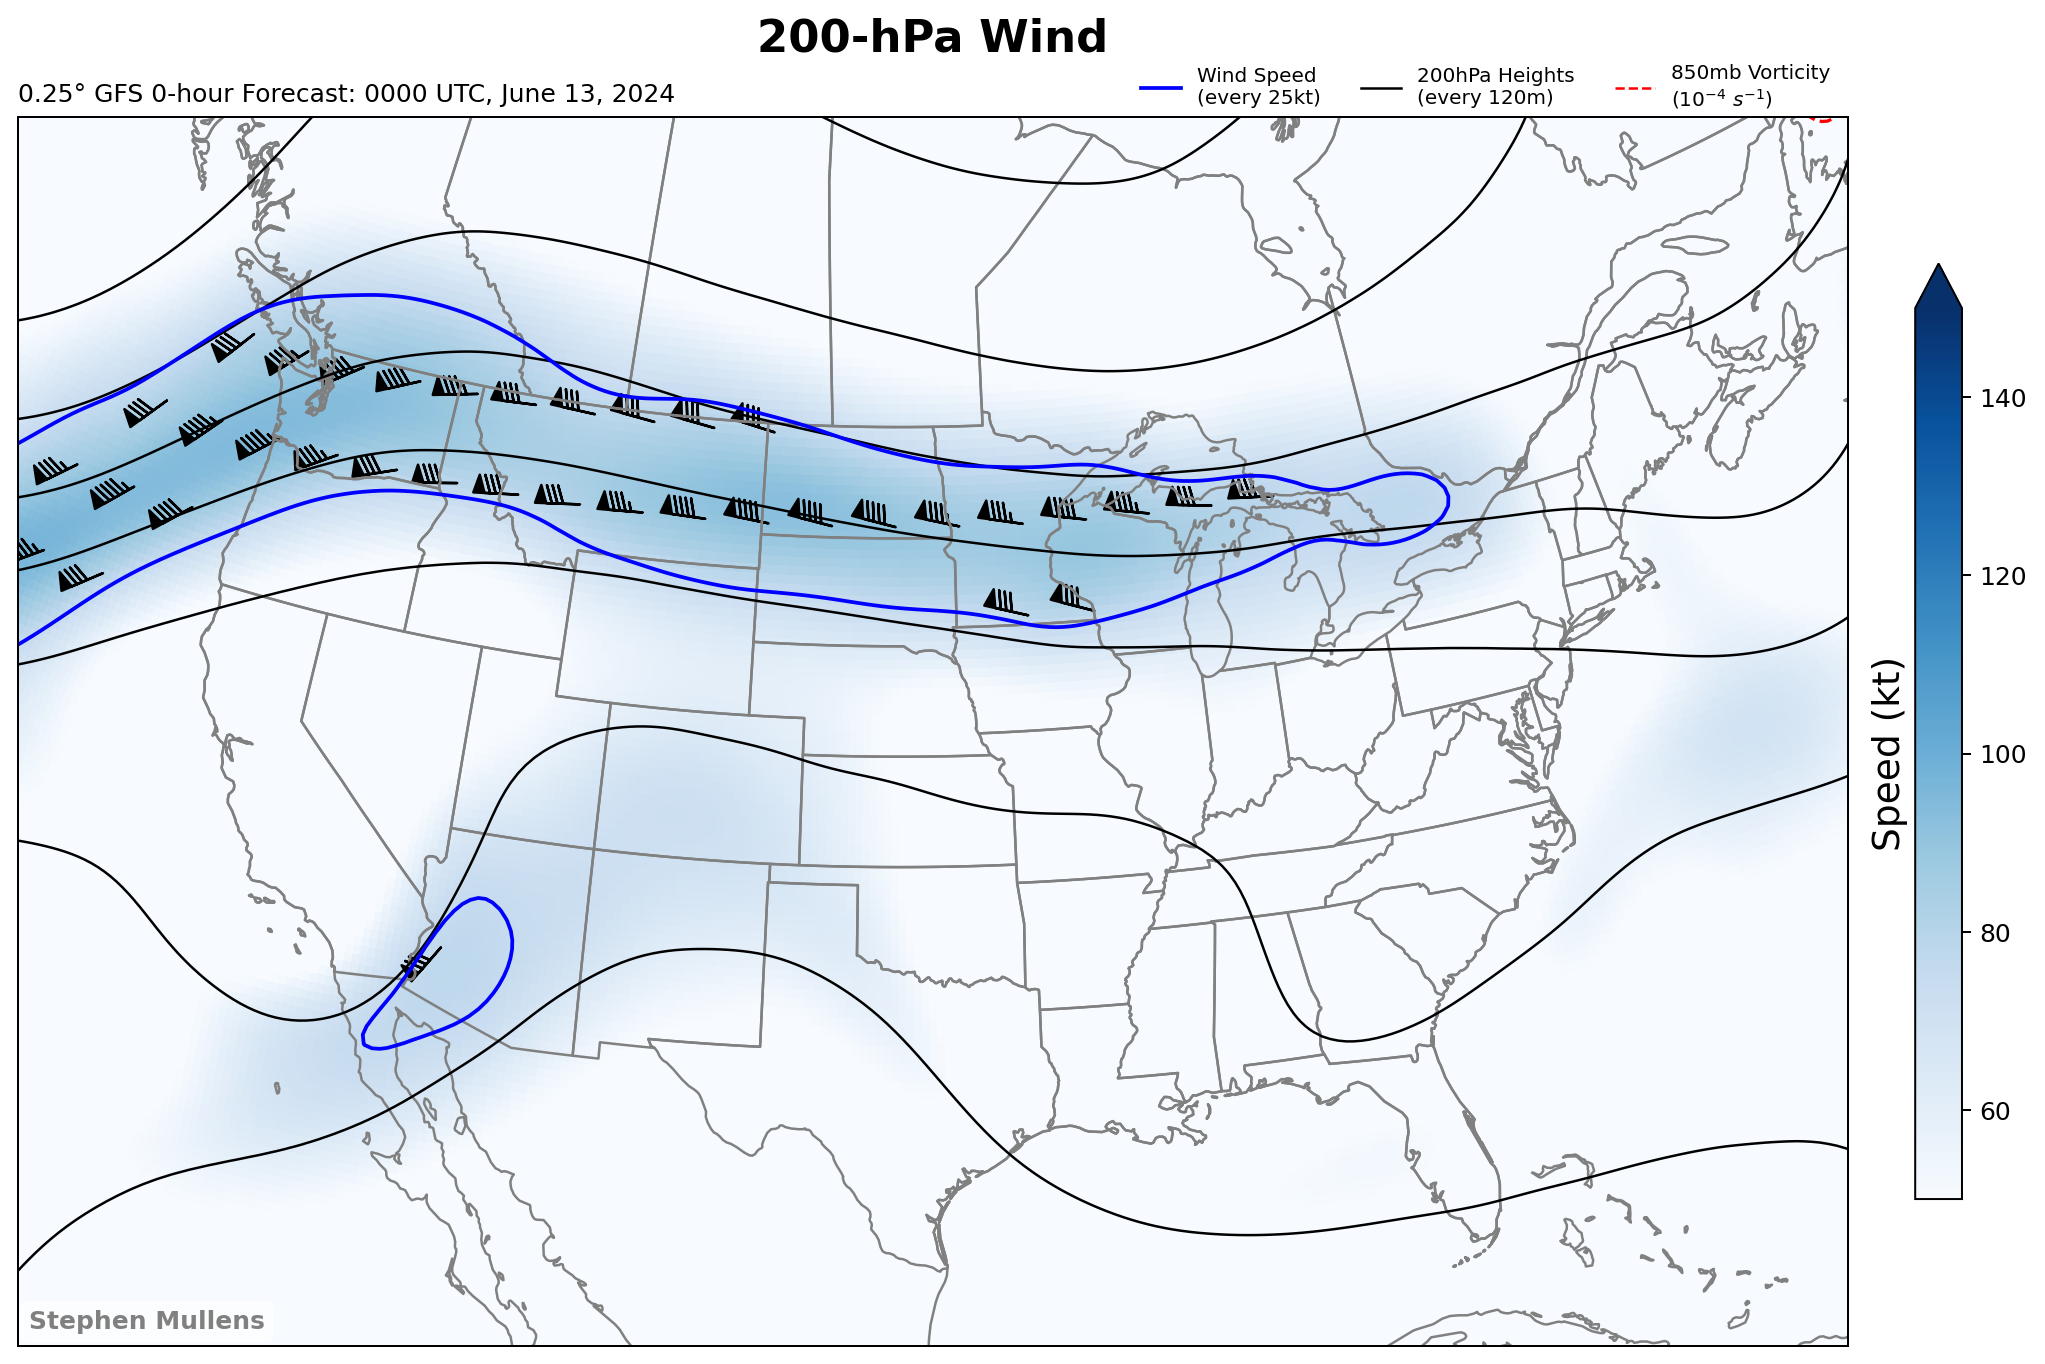 200-hPa Wind
0.25° GFS 0-hour Forecast: 0000 UTC, June 13, 2024
Wind Speed
(every 25kt)
200hPa Heights
(every 120m)
850mb Vorticity
(10⁻⁴ s⁻¹)
140
120
100
80
60
Speed (kt)
Stephen Mullens